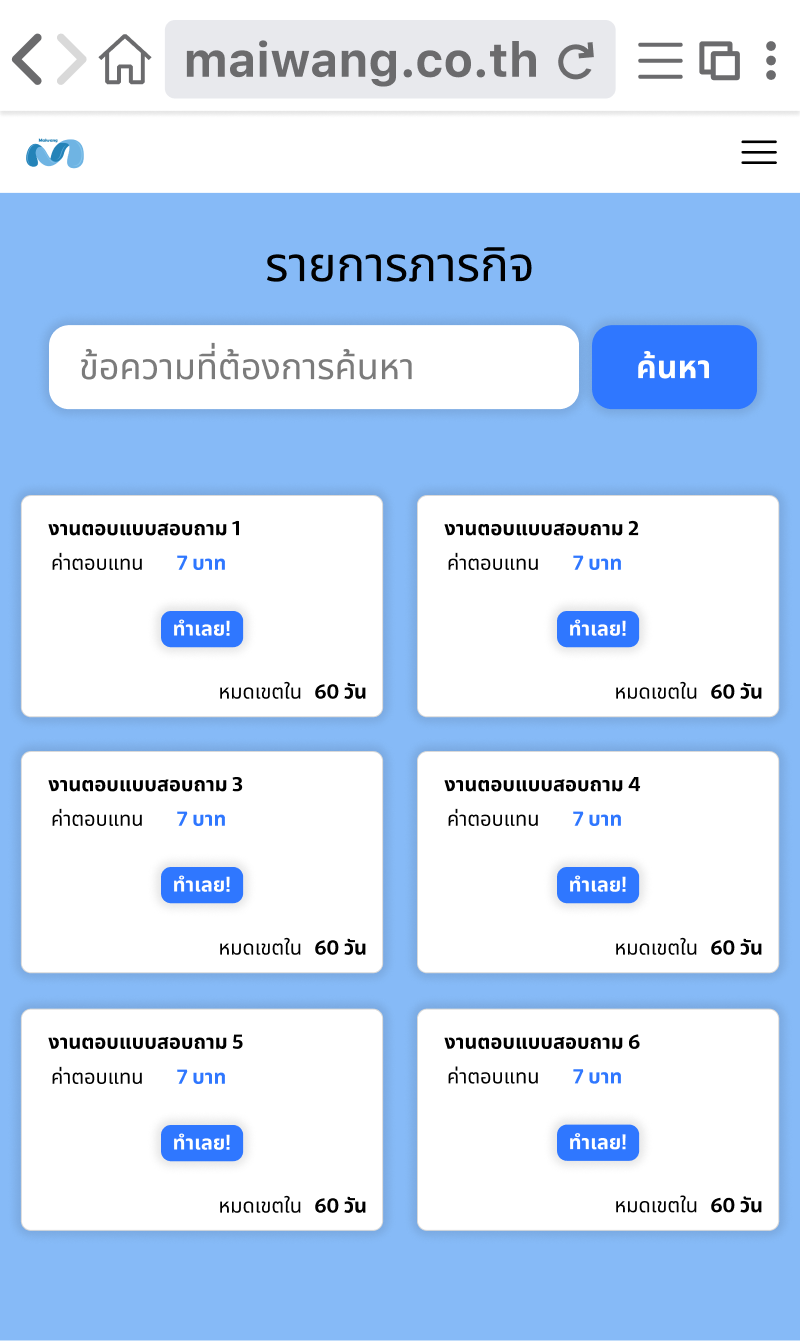 maiwang.co.th
Maiwang
รายการภารกิจ
ข้อความที่ต้องการค้นหา
ค้นหา
งานตอบแบบสอบถาม 1
ค่าตอบแทน 7 บาท
ทำเลย!
หมดเขตใน 60 วัน
งานตอบแบบสอบถาม 2
ค่าตอบแทน 7 บาท
ทำเลย!
หมดเขตใน 60 วัน
งานตอบแบบสอบถาม 3
ค่าตอบแทน 7 บาท
ทำเลย!
หมดเขตใน 60 วัน
งานตอบแบบสอบถาม 4
ค่าตอบแทน 7 บาท
ทำเลย!
หมดเขตใน 60 วัน
งานตอบแบบสอบถาม 5
ค่าตอบแทน 7 บาท
ทำเลย!
หมดเขตใน 60 วัน
งานตอบแบบสอบถาม 6
ค่าตอบแทน 7 บาท
ทำเลย!
หมดเขตใน 60 วัน